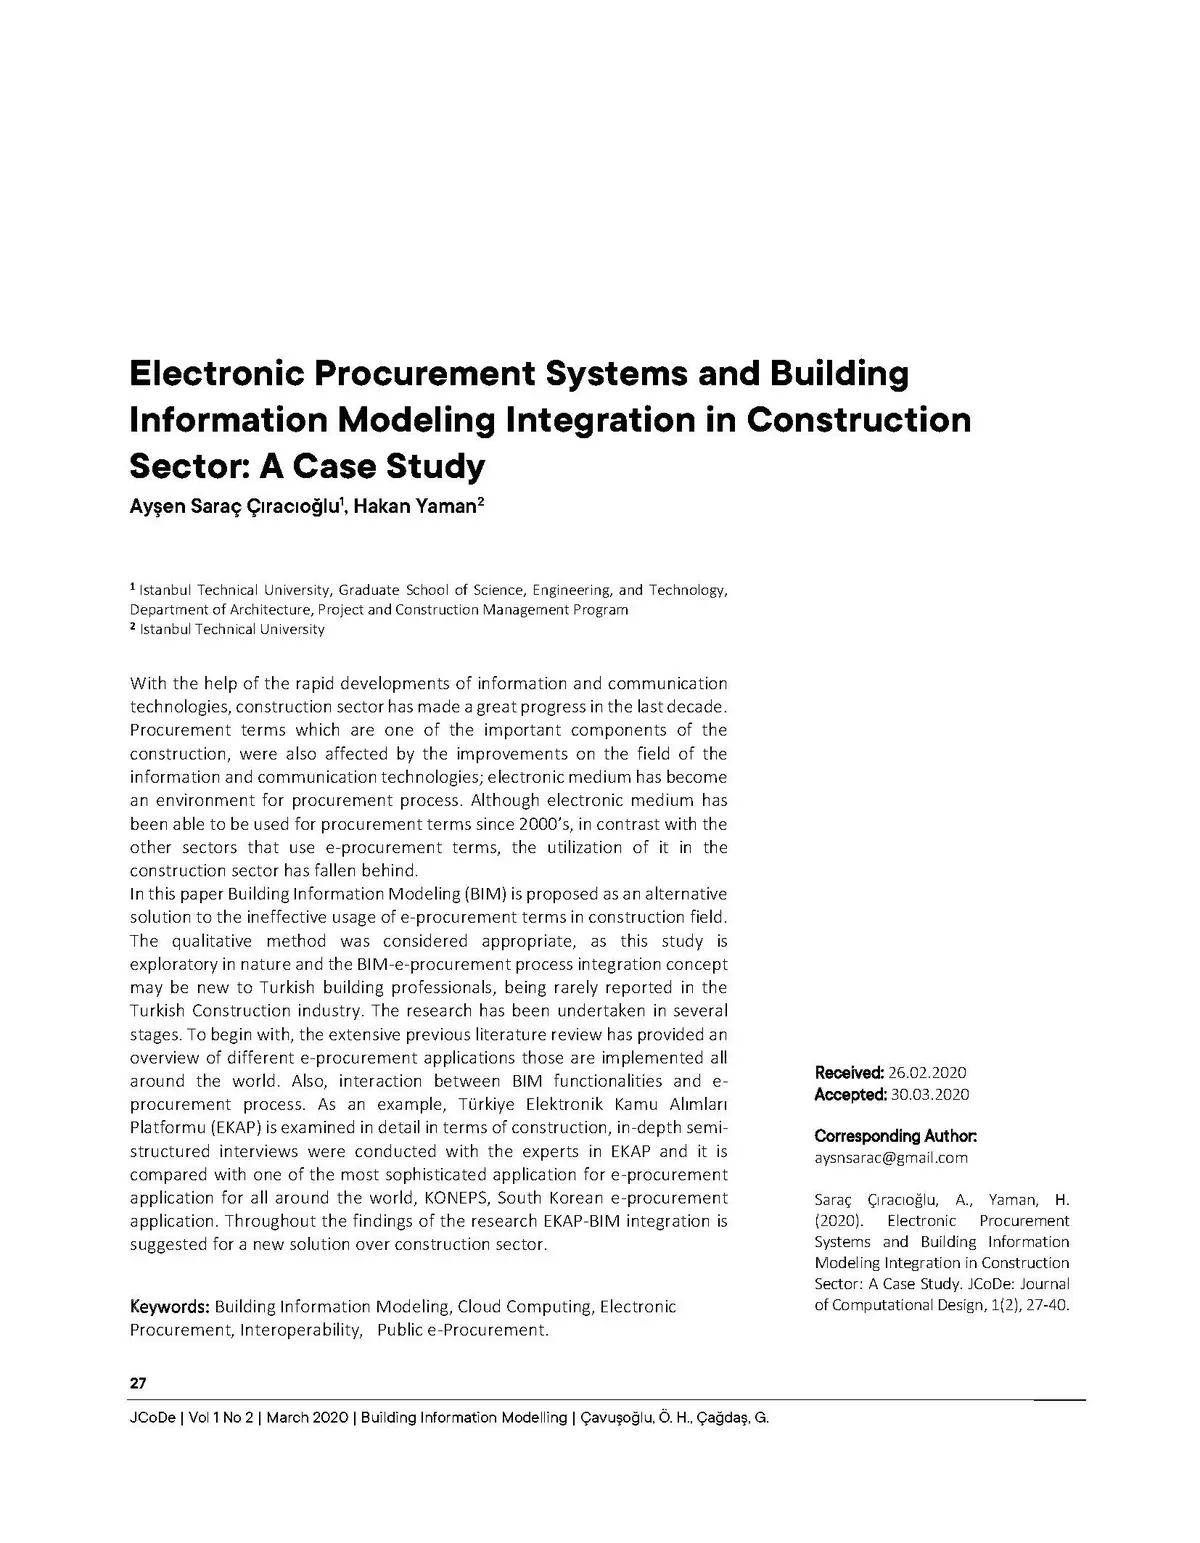 Electronic Procurement Systems and Building
Information Modeling Integration in Construction
Sector: A Case Study
Ayşen Saraç Çıracıoğlu¹, Hakan Yaman²
¹ Istanbul Technical University, Graduate School of Science, Engineering, and Technology,
Department of Architecture, Project and Construction Management Program
² Istanbul Technical University
With the help of the rapid developments of information and communication
technologies, construction sector has made a great progress in the last decade.
Procurement terms which are one of the important components of the
construction, were also affected by the improvements on the field of the
information and communication technologies; electronic medium has become
an environment for procurement process. Although electronic medium has
been able to be used for procurement terms since 2000’s, in contrast with the
other sectors that use e-procurement terms, the utilization of it in the
construction sector has fallen behind.
In this paper Building Information Modeling (BIM) is proposed as an alternative
solution to the ineffective usage of e-procurement terms in construction field.
The qualitative method was considered appropriate, as this study is
exploratory in nature and the BIM-e-procurement process integration concept
may be new to Turkish building professionals, being rarely reported in the
Turkish Construction industry. The research has been undertaken in several
stages. To begin with, the extensive previous literature review has provided an
overview of different e-procurement applications those are implemented all
around the world. Also, interaction between BIM functionalities and e-
procurement process. As an example, Türkiye Elektronik Kamu Alımları
Platformu (EKAP) is examined in detail in terms of construction, in-depth semi-
structured interviews were conducted with the experts in EKAP and it is
compared with one of the most sophisticated application for e-procurement
application for all around the world, KONEPS, South Korean e-procurement
application. Throughout the findings of the research EKAP-BIM integration is
suggested for a new solution over construction sector.
Keywords: Building Information Modeling, Cloud Computing, Electronic
Procurement, Interoperability, Public e-Procurement.
Received: 26.02.2020
Accepted: 30.03.2020
Corresponding Author:
aysnsarac@gmail.com
Saraç Çıracıoğlu, A., Yaman, H.
(2020). Electronic Procurement
Systems and Building Information
Modeling Integration in Construction
Sector: A Case Study. JCoDe: Journal
of Computational Design, 1(2), 27-40.
27
JCoDe | Vol 1 No 2 | March 2020 | Building Information Modelling | Çavuşoğlu, Ö. H., Çağdaş, G.